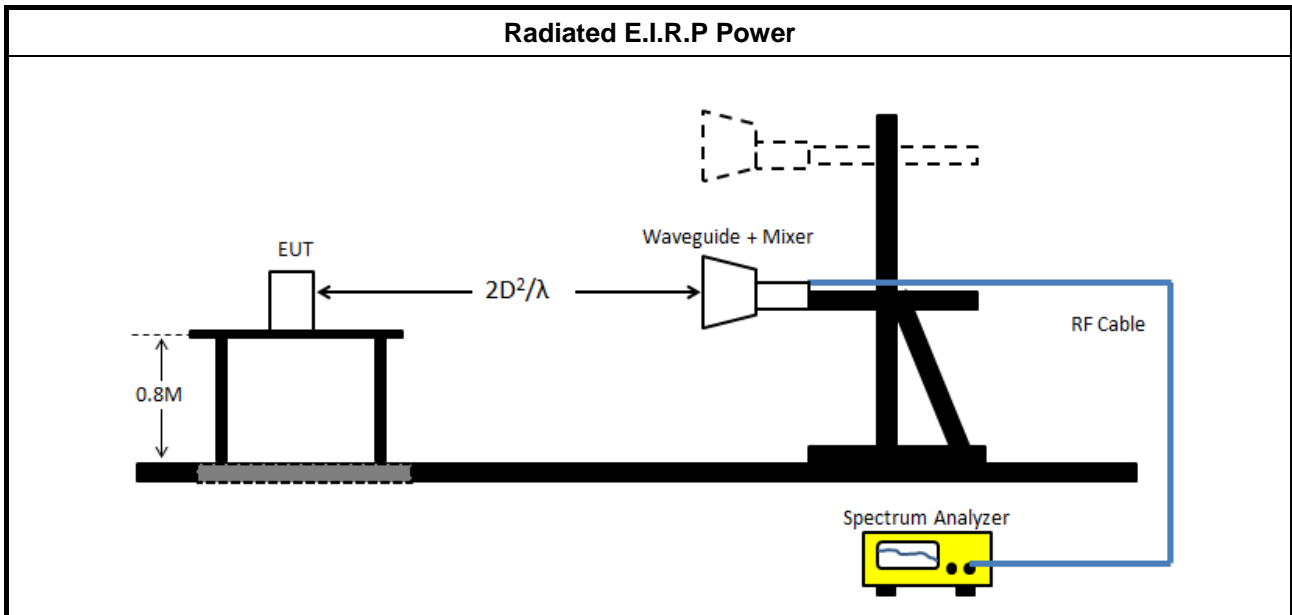 Radiated E.I.R.P Power
Waveguide + Mixer
EUT
2D²/λ
RF Cable
0.8M
Spectrum Analyzer